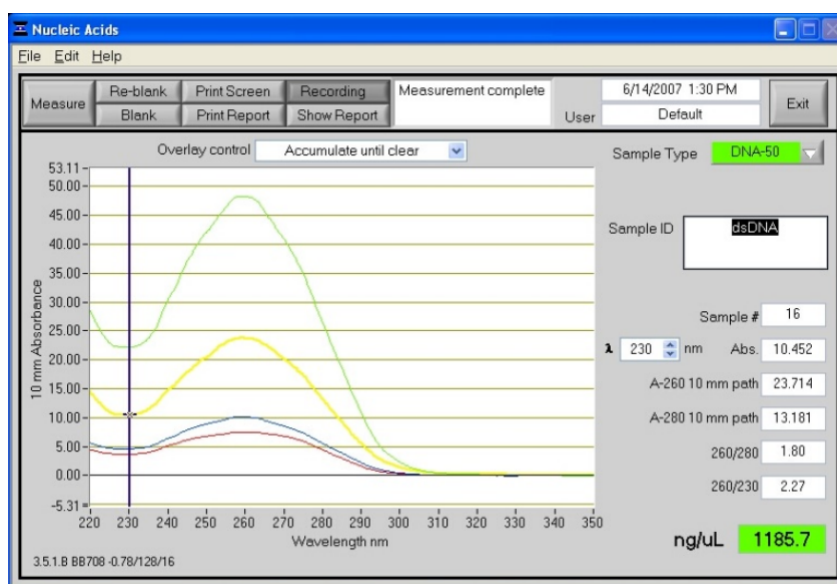 Nucleic Acids
File Edit Help
Measure
Re-blank Print Screen Recording
Blank Print Report Show Report
Measurement complete
6/14/2007 1:30 PM
User Default
Exit
Overlay control Accumulate until clear
Sample Type DNA-50
Sample ID dsDNA
Sample # 16
λ 230 nm Abs. 10.452
A-260 10 mm path 23.714
A-280 10 mm path 13.181
260/280 1.80
260/230 2.27
ng/uL 1185.7
10 mm Absorbance
53.11
50.00
45.00
40.00
35.00
30.00
25.00
20.00
15.00
10.00
5.00
0.00
-5.31
220 230 240 250 260 270 280 290 300 310 320 330 340 350
Wavelength nm
3.5.1.B BB708 -0.78/128/16